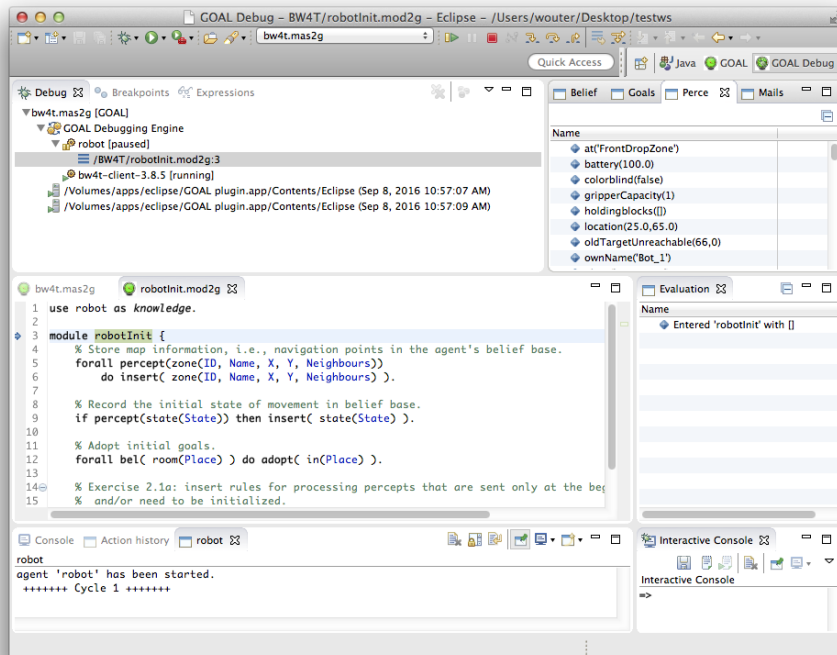 GOAL Debug - BW4T/robotInit.mod2g - Eclipse - /Users/wouter/Desktop/testws
bw4t.mas2g
Quick Access
Java
GOAL
GOAL Debug
Debug
Breakpoints
Expressions
bw4t.mas2g [GOAL]
GOAL Debugging Engine
robot [paused]
/BW4T/robotInit.mod2g:3
bw4t-client-3.8.5 [running]
/Volumes/apps/eclipse/GOAL plugin.app/Contents/Eclipse (Sep 8, 2016 10:57:07 AM)
/Volumes/apps/eclipse/GOAL plugin.app/Contents/Eclipse (Sep 8, 2016 10:57:09 AM)
Belief
Goals
Perce
Mails
Name
at('FrontDropZone')
battery(100.0)
colorblind(false)
gripperCapacity(1)
holdingblocks([])
location(25.0,65.0)
oldTargetUnreachable(66,0)
ownName('Bot_1')
bw4t.mas2g
robotInit.mod2g
1 use robot as knowledge.
2
3 module robotInit {
4 % Store map information, i.e., navigation points in the agent's belief base.
5 forall percept(zone(ID, Name, X, Y, Neighbours))
6 do insert( zone(ID, Name, X, Y, Neighbours) ).
7
8 % Record the initial state of movement in belief base.
9 if percept(state(State)) then insert( state(State) ).
10
11 % Adopt initial goals.
12 forall bel( room(Place) ) do adopt( in(Place) ).
13
14 % Exercise 2.1a: insert rules for processing percepts that are sent only at the beg
15 % and/or need to be initialized.
Evaluation
Name
Entered 'robotInit' with []
Console
Action history
robot
robot
agent 'robot' has been started.
+++++++ Cycle 1 +++++++
Interactive Console
Interactive Console
=>